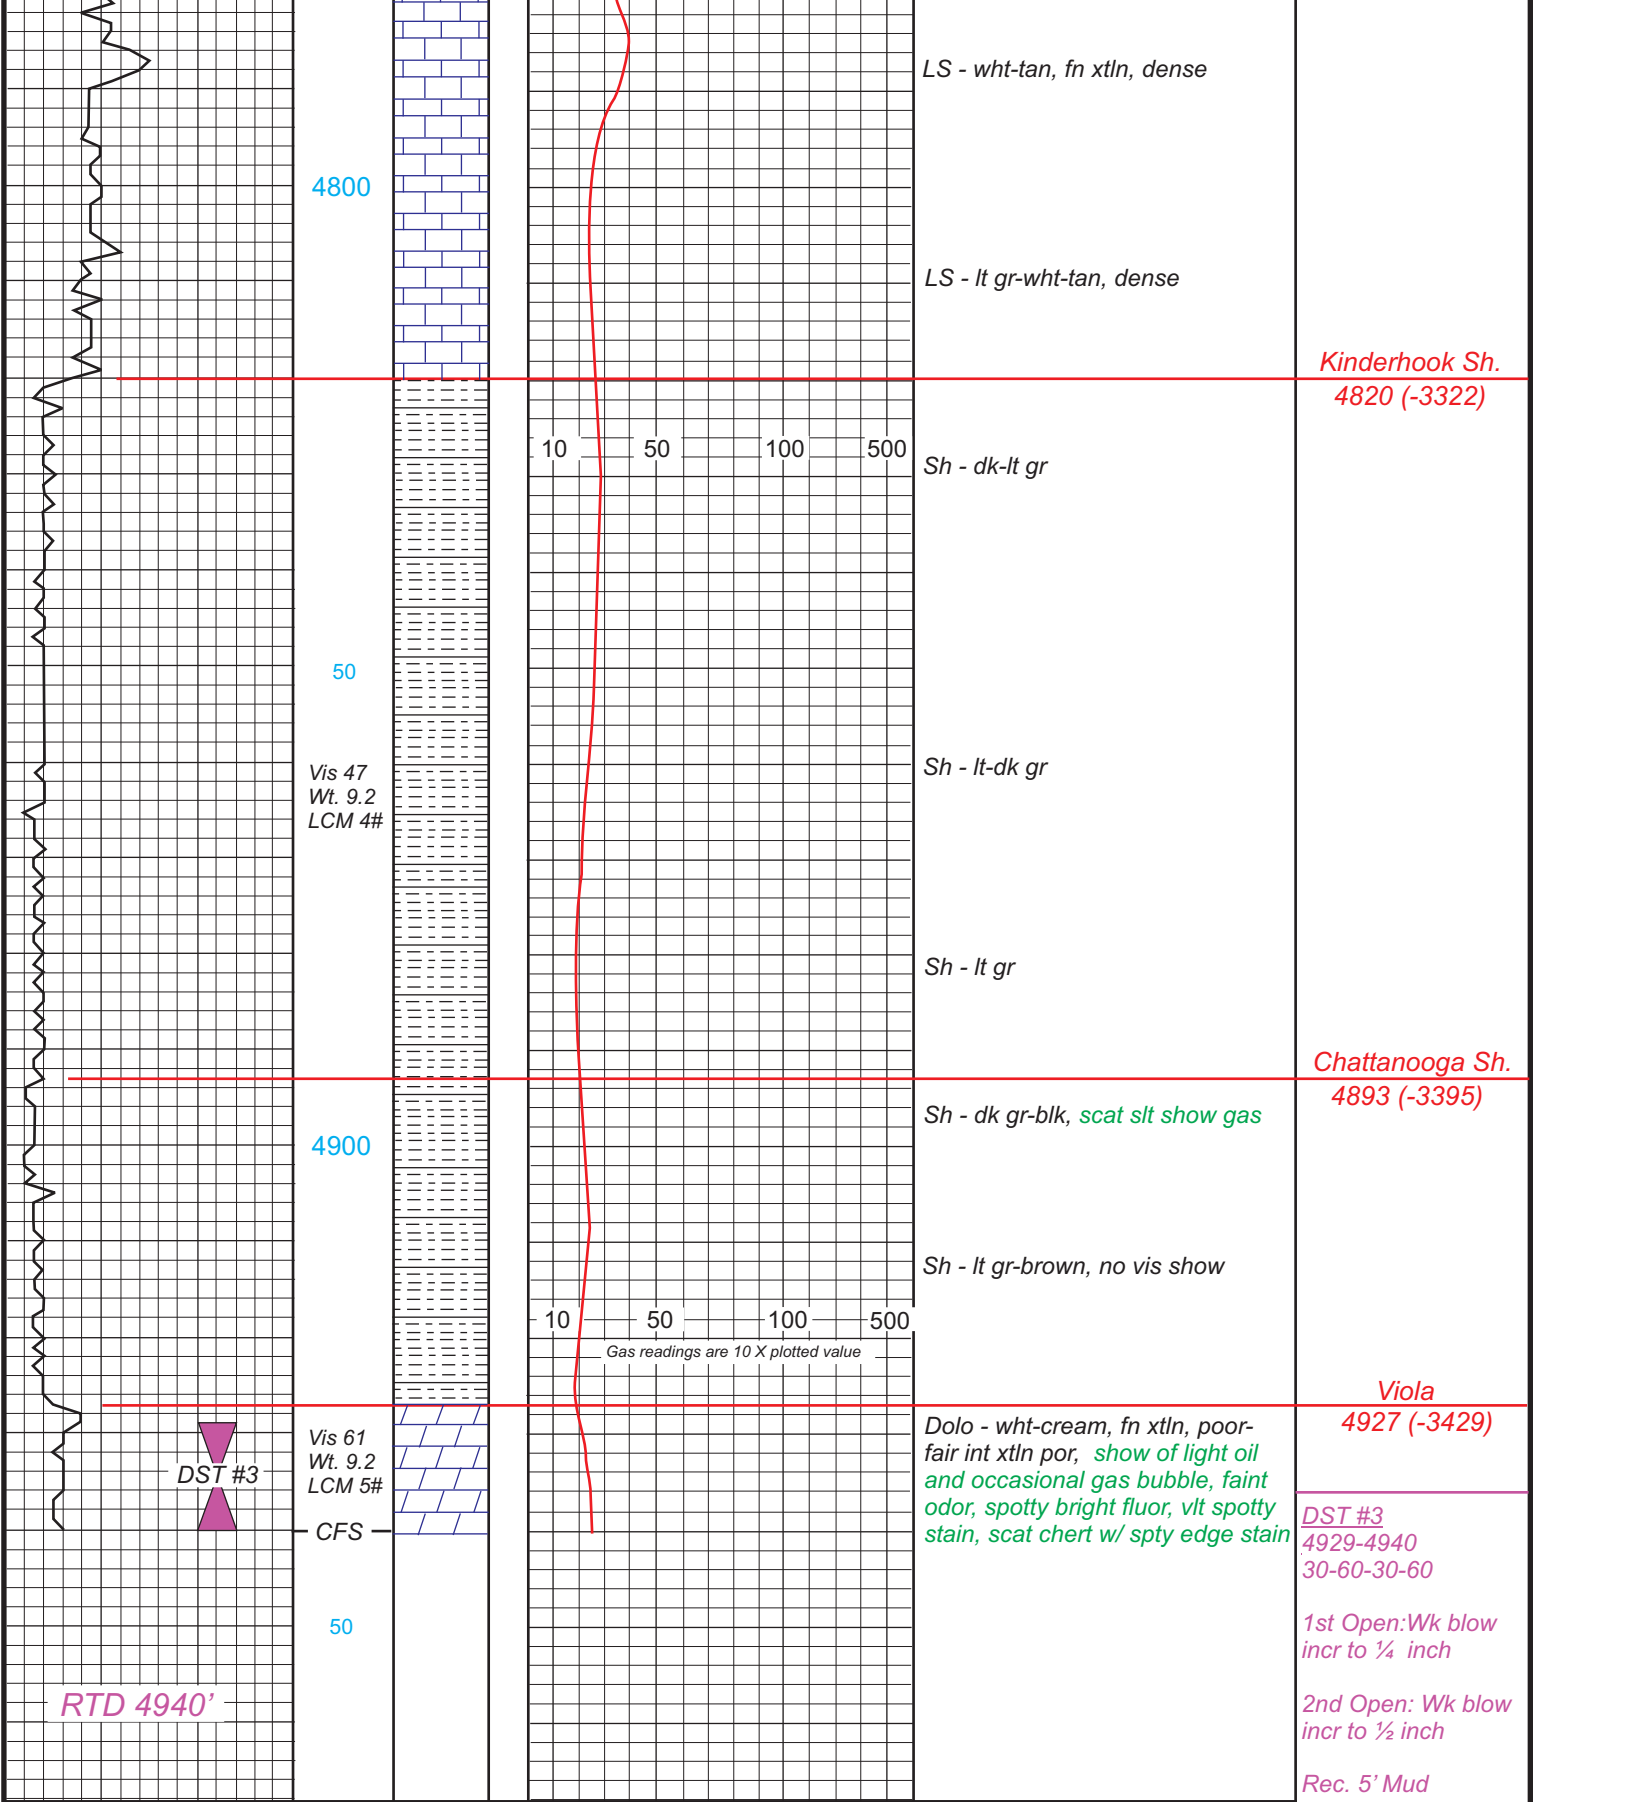 LS - wht-tan, fn xtln, dense
4800
LS - lt gr-wht-tan, dense
Kinderhook Sh.
4820 (-3322)
10 50 100 500
Sh - dk-lt gr
50
Sh - lt-dk gr
Vis 47
Wt. 9.2
LCM 4#
Sh - lt gr
Chattanooga Sh.
4893 (-3395)
Sh - dk gr-blk, scat slt show gas
4900
Sh - lt gr-brown, no vis show
10 50 100 500
Gas readings are 10 X plotted value
Viola
4927 (-3429)
Dolo - wht-cream, fn xtln, poor-
fair int xtln por, show of light oil
and occasional gas bubble, faint
odor, spotty bright fluor, vlt spotty
stain, scat chert w/ spty edge stain
Vis 61
Wt. 9.2
LCM 5#
DST #3
CFS
DST #3
4929-4940
30-60-30-60
1st Open:Wk blow
incr to ¼ inch
50
RTD 4940’
2nd Open: Wk blow
incr to ½ inch
Rec. 5’ Mud